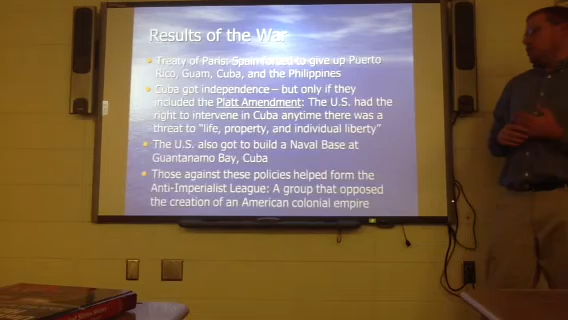 Results of the War
Treaty of Paris: Spain forced to give up Puerto
Rico, Guam, Cuba, and the Philippines
Cuba got independence – but only if they
included the Platt Amendment: The U.S. had the
right to intervene in Cuba anytime there was a
threat to "life, property, and individual liberty"
The U.S. also got to build a Naval Base at
Guantanamo Bay, Cuba
Those against these policies helped form the
Anti-Imperialist League: A group that opposed
the creation of an American colonial empire